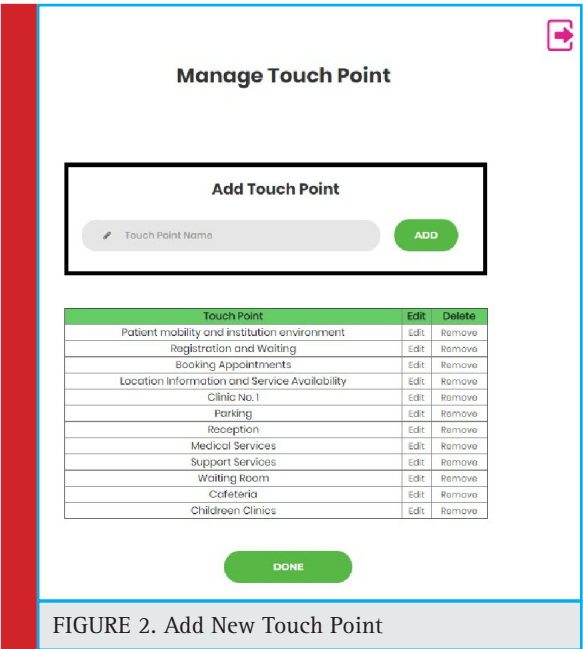 Manage Touch Point
Add Touch Point
Touch Point Name ADD
Touch Point Edit Delete
Patient mobility and institution environment Edit Remove
Registration and Waiting Edit Remove
Booking Appointments Edit Remove
Location Information and Service Availability Edit Remove
Clinic No. 1 Edit Remove
Parking Edit Remove
Reception Edit Remove
Medical Services Edit Remove
Support Services Edit Remove
Waiting Room Edit Remove
Cafeteria Edit Remove
Childreen Clinics Edit Remove
DONE
FIGURE 2. Add New Touch Point